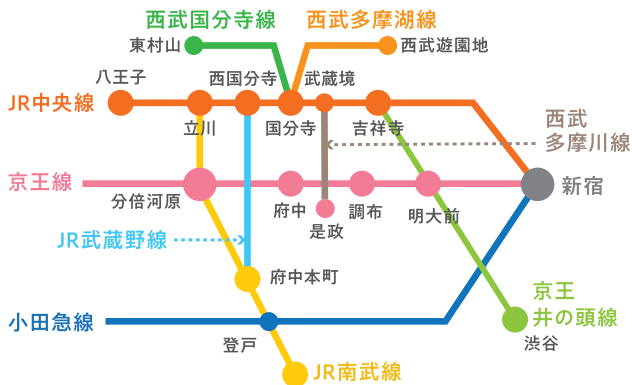 西武国分寺線
西武多摩湖線
東村山
西武遊園地
八王子
西国分寺
武蔵境
JR中央線
立川
国分寺
吉祥寺
西武
多摩川線
京王線
分倍河原
府中
調布
明大前
新宿
是政
JR武蔵野線
府中本町
京王
井の頭線
小田急線
登戸
渋谷
JR南武線